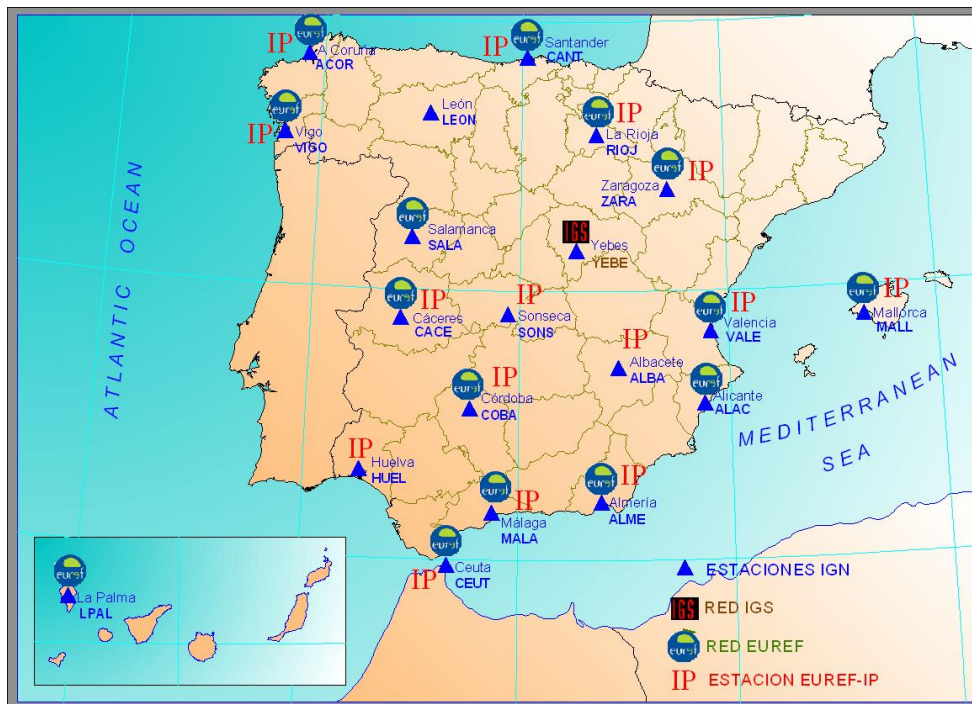 euref
IP
A Coruña
ACOR
euref
IP
Santander
CANT
León
LEON
euref
IP
Vigo
VIGO
euref
IP
La Rioja
RIOJ
euref
IP
Zaragoza
ZARA
euref
Salamanca
SALA
IGS
Yebes
YEBE
euref
IP
Cáceres
CACE
IP
Sonseca
SONS
euref
IP
Valencia
VALE
euref
IP
Mallorca
MALL
IP
Albacete
ALBA
euref
Alicante
ALAC
euref
IP
Córdoba
COBA
IP
Huelva
HUEL
euref
IP
Málaga
MALA
euref
IP
Almería
ALME
euref
IP
Ceuta
CEUT
euref
La Palma
LPAL
ATLANTIC OCEAN
MEDITERRANEAN
SEA
ESTACIONES IGN
IGS RED IGS
euref RED EUREF
IP ESTACION EUREF-IP